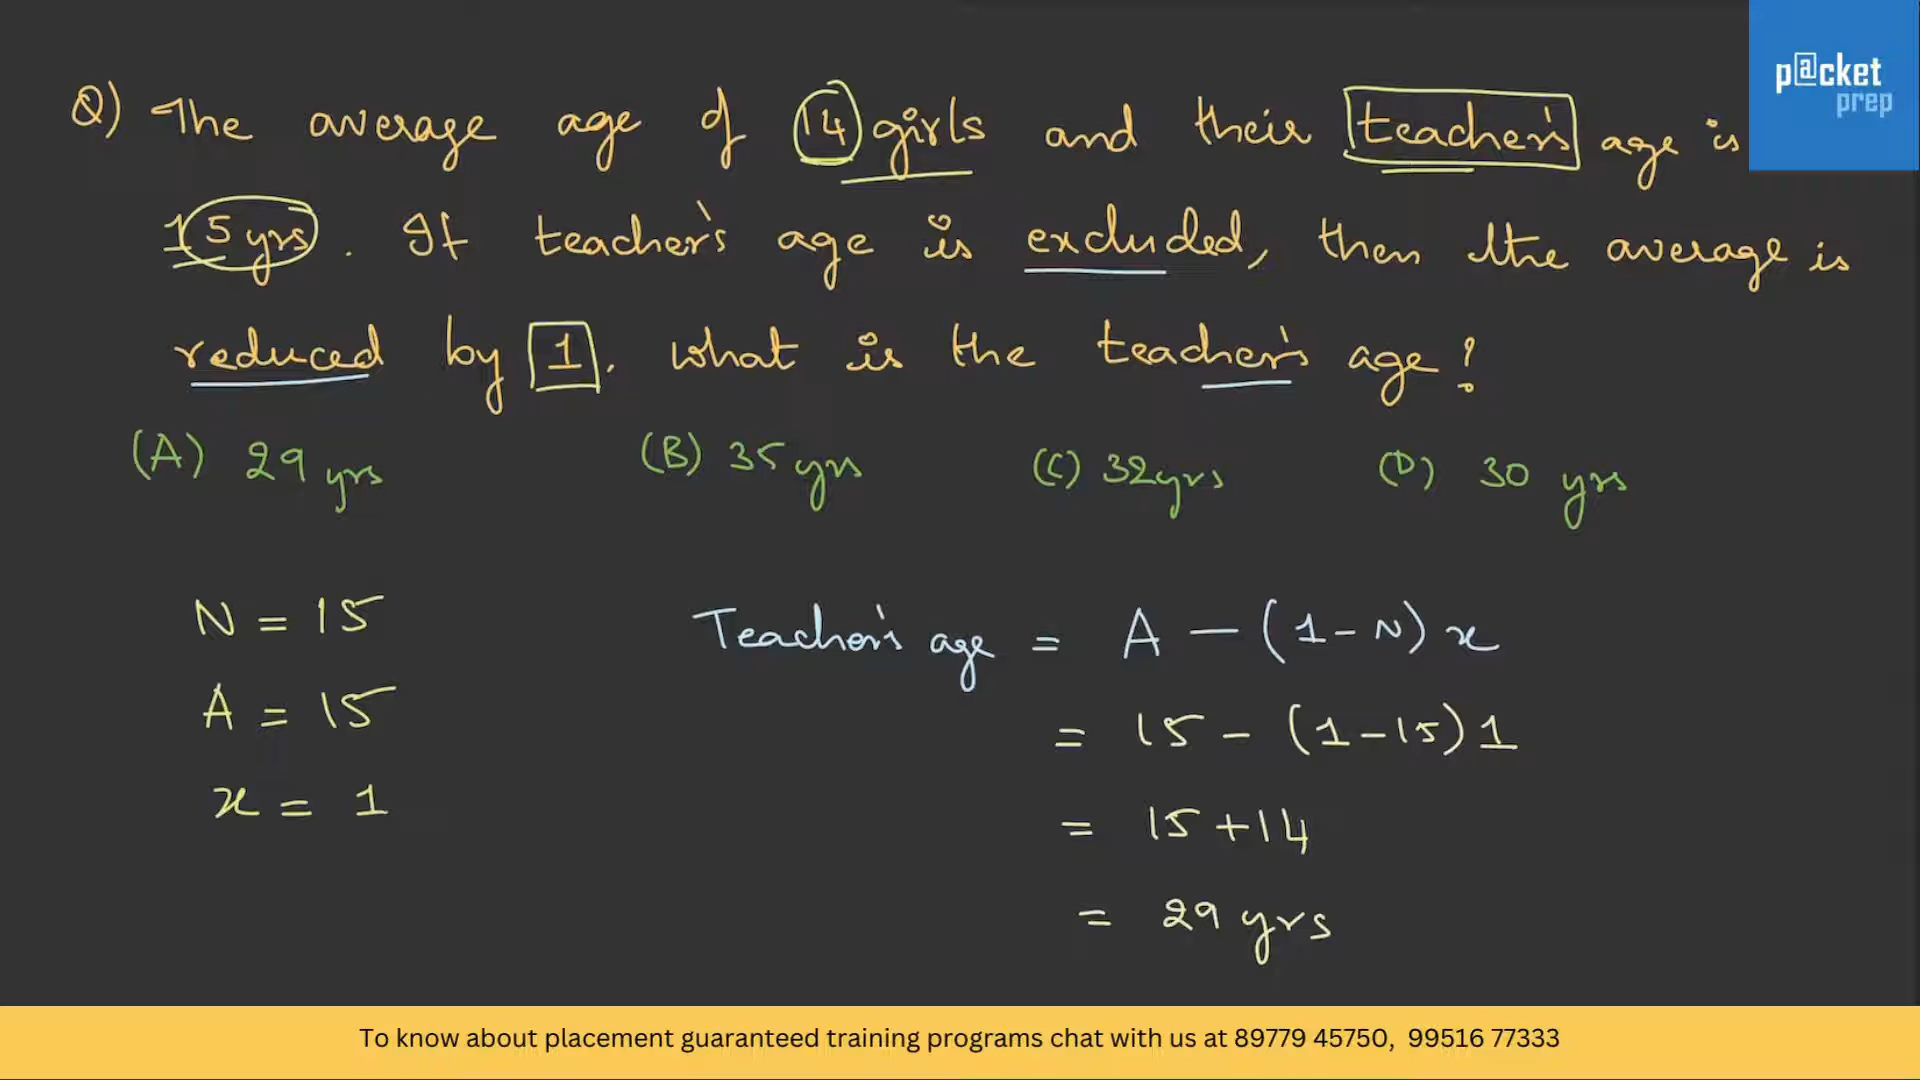 p@cket
prep
Q) The average age of 14 girls and their teacher's age is
15 yrs. If teacher's age is excluded, then the average is
reduced by 1. what is the teacher's age?
(A) 29 yrs (B) 35 yrs (C) 32 yrs (D) 30 yrs
N = 15
A = 15
x = 1
Teacher's age = A - (1 - N) x
= 15 - (1 - 15) 1
= 15 + 14
= 29 yrs
To know about placement guaranteed training programs chat with us at 89779 45750, 99516 77333